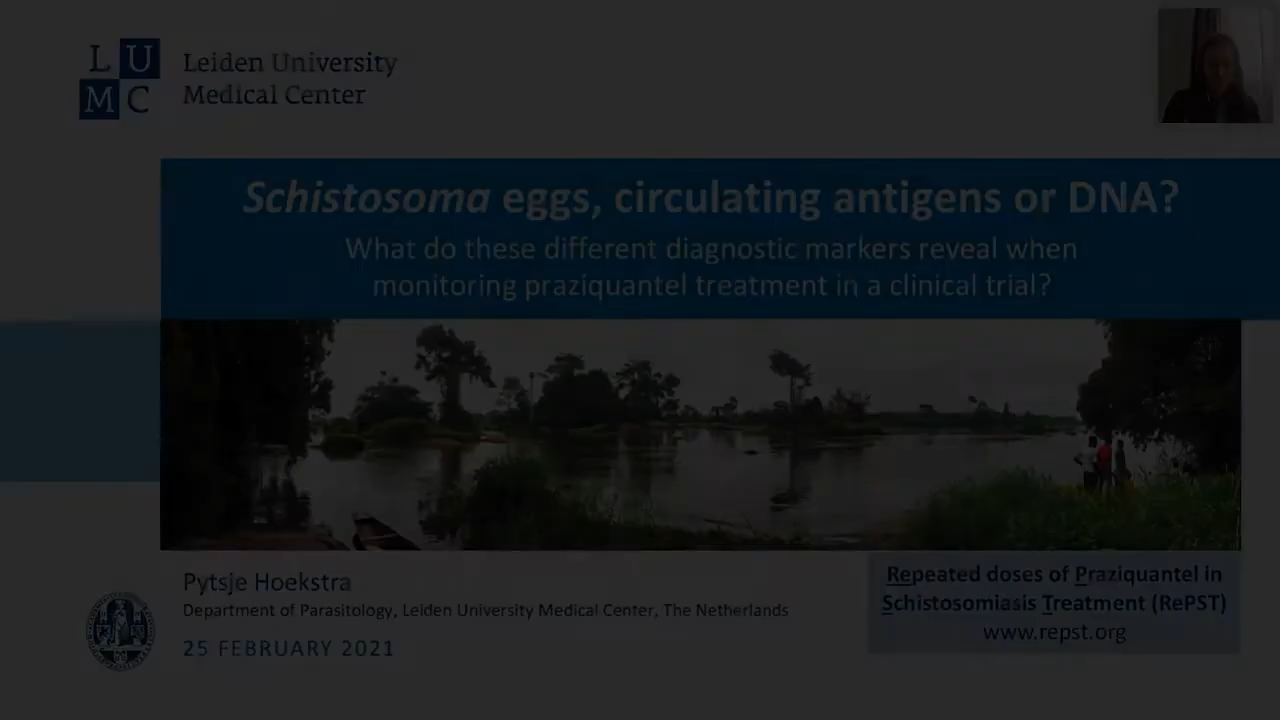 LU
MC
Leiden University
Medical Center
Schistosoma eggs, circulating antigens or DNA?
What do these different diagnostic markers reveal when
monitoring praziquantel treatment in a clinical trial?
Pytsje Hoekstra
Department of Parasitology, Leiden University Medical Center, The Netherlands
25 FEBRUARY 2021
Repeated doses of Praziquantel in
Schistosomiasis Treatment (RePST)
www.repst.org